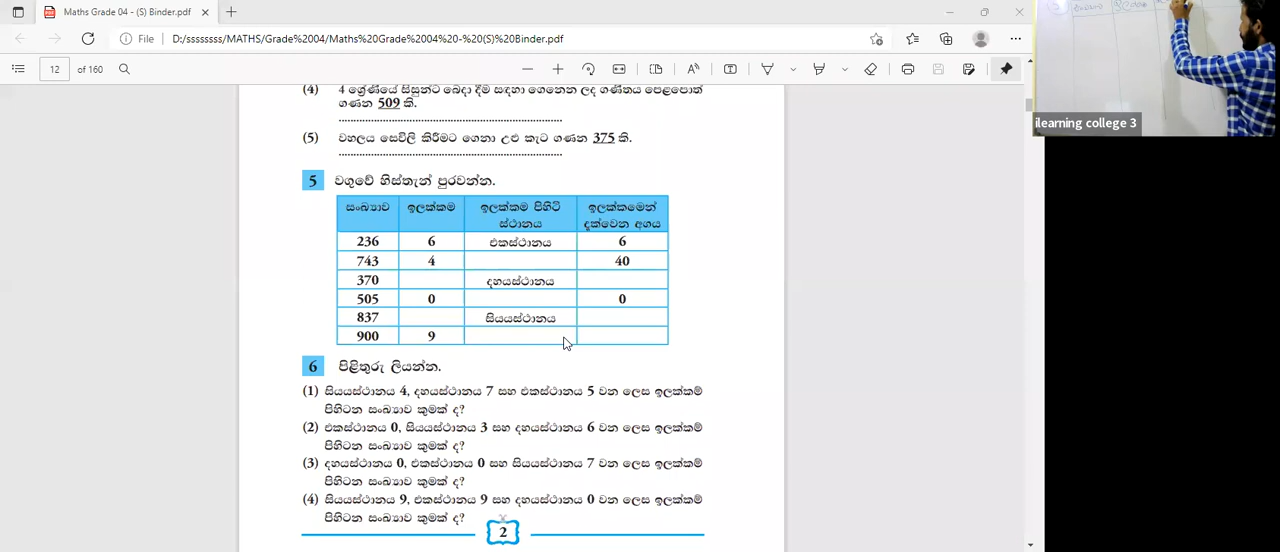 Maths Grade 04 - (S) Binder.pdf
File
D:/ssssssss/MATHS/Grade%2004/Maths%20Grade%2004%20-%20(S)%20Binder.pdf
12 of 160
ilearning college 3
(4) 4 ශ්‍රේණියේ සිසුන්ට බෙදා දීම සඳහා ගෙනෙන ලද ගණිතය පෙළපොත්
ගණන 509 කි.
(5) වහලය සෙවිලි කිරීමට ගෙනා උළු කැට ගණන 375 කි.
5 වගුවේ හිස්තැන් පුරවන්න.
සංඛ්‍යාව ඉලක්කම ඉලක්කම පිහිටි ස්ථානය ඉලක්කමෙන් දැක්වෙන අගය
236 6 එකස්ථානය 6
743 4 40
370 දහයස්ථානය
505 0 0
837 සියයස්ථානය
900 9
6 පිළිතුරු ලියන්න.
(1) සියයස්ථානය 4, දහයස්ථානය 7 සහ එකස්ථානය 5 වන ලෙස ඉලක්කම්
පිහිටන සංඛ්‍යාව කුමක් ද?
(2) එකස්ථානය 0, සියයස්ථානය 3 සහ දහයස්ථානය 6 වන ලෙස ඉලක්කම්
පිහිටන සංඛ්‍යාව කුමක් ද?
(3) දහයස්ථානය 0, එකස්ථානය 0 සහ සියයස්ථානය 7 වන ලෙස ඉලක්කම්
පිහිටන සංඛ්‍යාව කුමක් ද?
(4) සියයස්ථානය 9, එකස්ථානය 9 සහ දහයස්ථානය 0 වන ලෙස ඉලක්කම්
පිහිටන සංඛ්‍යාව කුමක් ද?
2